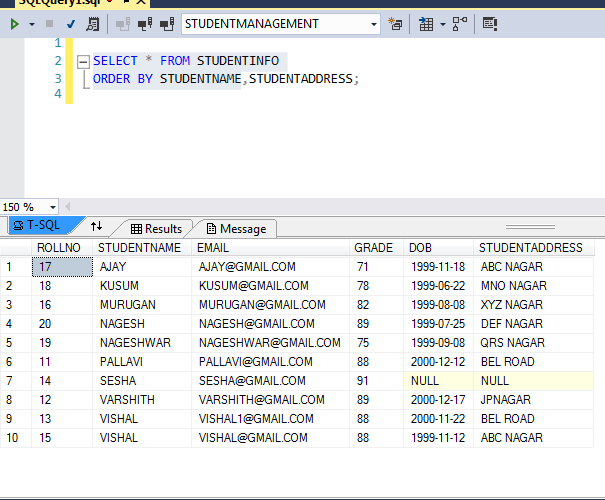 SQLQuery1.sql
STUDENTMANAGEMENT
1
2 SELECT * FROM STUDENTINFO
3 ORDER BY STUDENTNAME,STUDENTADDRESS;
4
150 %
T-SQL Results Message
ROLLNO STUDENTNAME EMAIL GRADE DOB STUDENTADDRESS
1 17 AJAY AJAY@GMAIL.COM 71 1999-11-18 ABC NAGAR
2 18 KUSUM KUSUM@GMAIL.COM 78 1999-06-22 MNO NAGAR
3 16 MURUGAN MURUGAN@GMAIL.COM 82 1999-08-08 XYZ NAGAR
4 20 NAGESH NAGESH@GMAIL.COM 89 1999-07-25 DEF NAGAR
5 19 NAGESHWAR NAGESHWAR@GMAIL.COM 75 1999-09-08 QRS NAGAR
6 11 PALLAVI PALLAVI@GMAIL.COM 88 2000-12-12 BEL ROAD
7 14 SESHA SESHA@GMAIL.COM 91 NULL NULL
8 12 VARSHITH VARSHITH@GMAIL.COM 89 2000-12-17 JPNAGAR
9 13 VISHAL VISHAL1@GMAIL.COM 88 2000-11-22 BEL ROAD
10 15 VISHAL VISHAL@GMAIL.COM 88 1999-11-12 ABC NAGAR